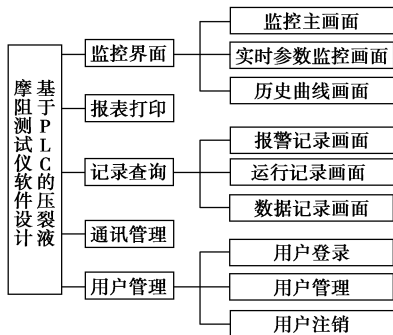 基于PLC的压裂液
摩阻测试仪软件设计
监控界面
监控主画面
实时参数监控画面
历史曲线画面
报表打印
记录查询
报警记录画面
运行记录画面
数据记录画面
通讯管理
用户管理
用户登录
用户管理
用户注销